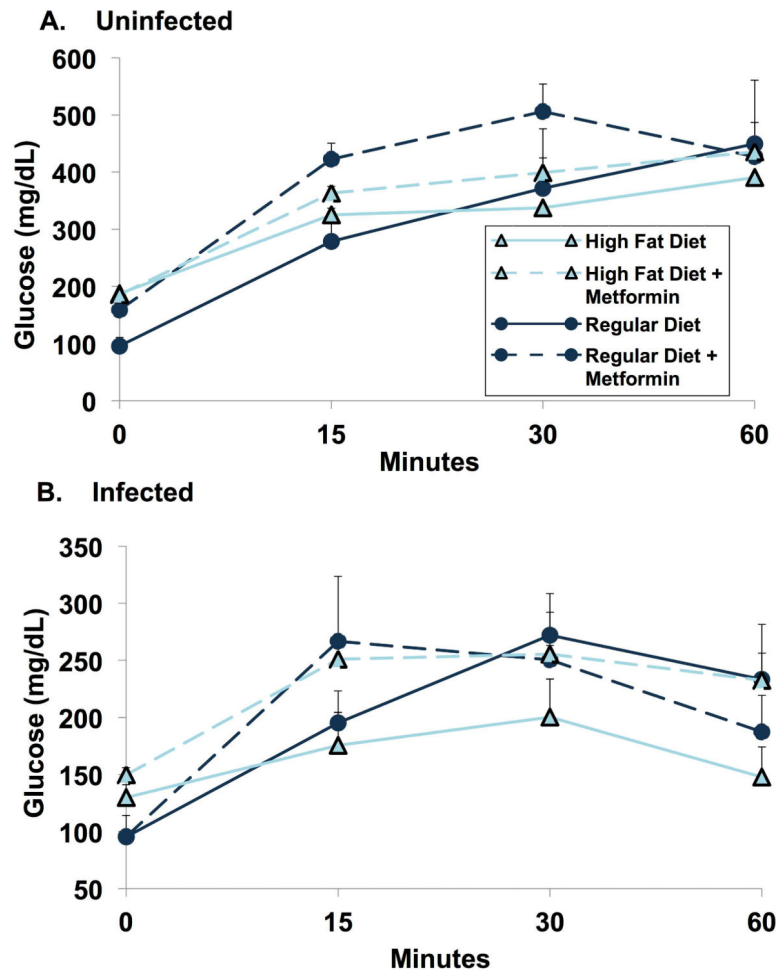 A. Uninfected
600
500
400
300
200
100
0
Glucose (mg/dL)
High Fat Diet
High Fat Diet +
Metformin
Regular Diet
Regular Diet +
Metformin
0 15 30 60
Minutes
B. Infected
350
300
250
200
150
100
50
Glucose (mg/dL)
0 15 30 60
Minutes